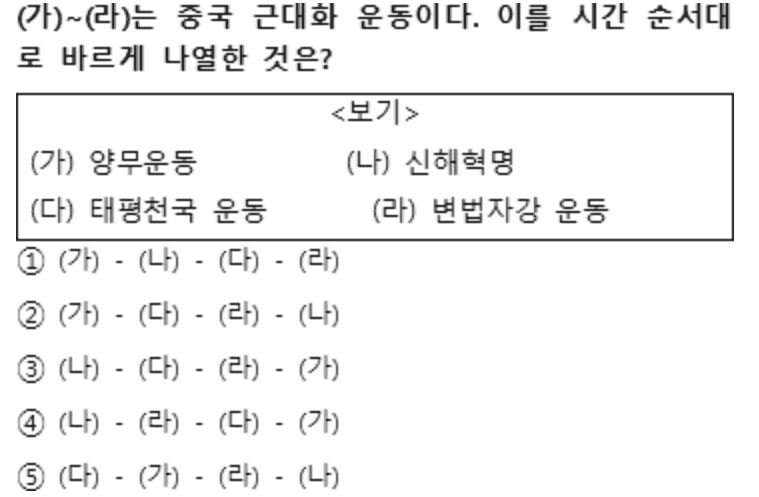 (가)~(라)는 중국 근대화 운동이다. 이를 시간 순서대
로 바르게 나열한 것은?
<보기>
(가) 양무운동 (나) 신해혁명
(다) 태평천국 운동 (라) 변법자강 운동
① (가) - (나) - (다) - (라)
② (가) - (다) - (라) - (나)
③ (나) - (다) - (라) - (가)
④ (나) - (라) - (다) - (가)
⑤ (다) - (가) - (라) - (나)